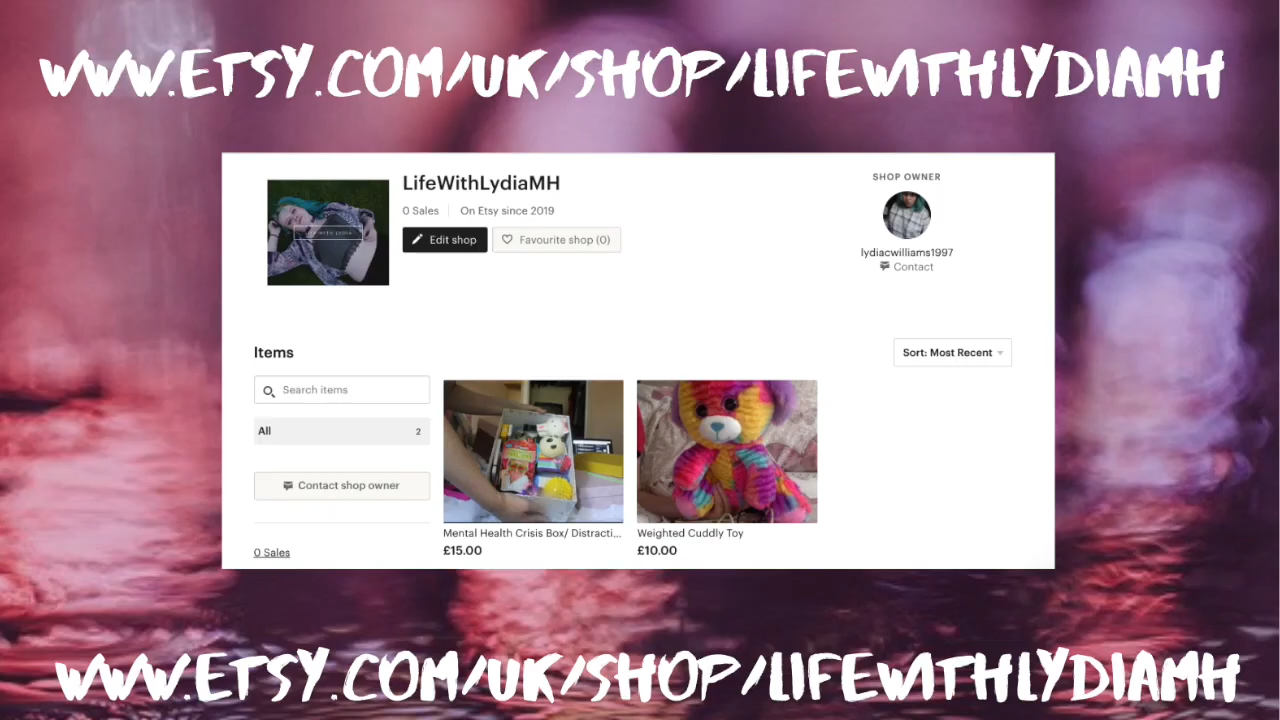 WWW.ETSY.COM/UK/SHOP/LIFEWITHLYDIAMH
LifeWithLydiaMH
0 Sales
On Etsy since 2019
Edit shop
Favourite shop (0)
SHOP OWNER
lydiacwilliams1997
Contact
Items
Sort: Most Recent
Search items
All
2
Contact shop owner
0 Sales
Mental Health Crisis Box/ Distracti...
£15.00
Weighted Cuddly Toy
£10.00
WWW.ETSY.COM/UK/SHOP/LIFEWITHLYDIAMH